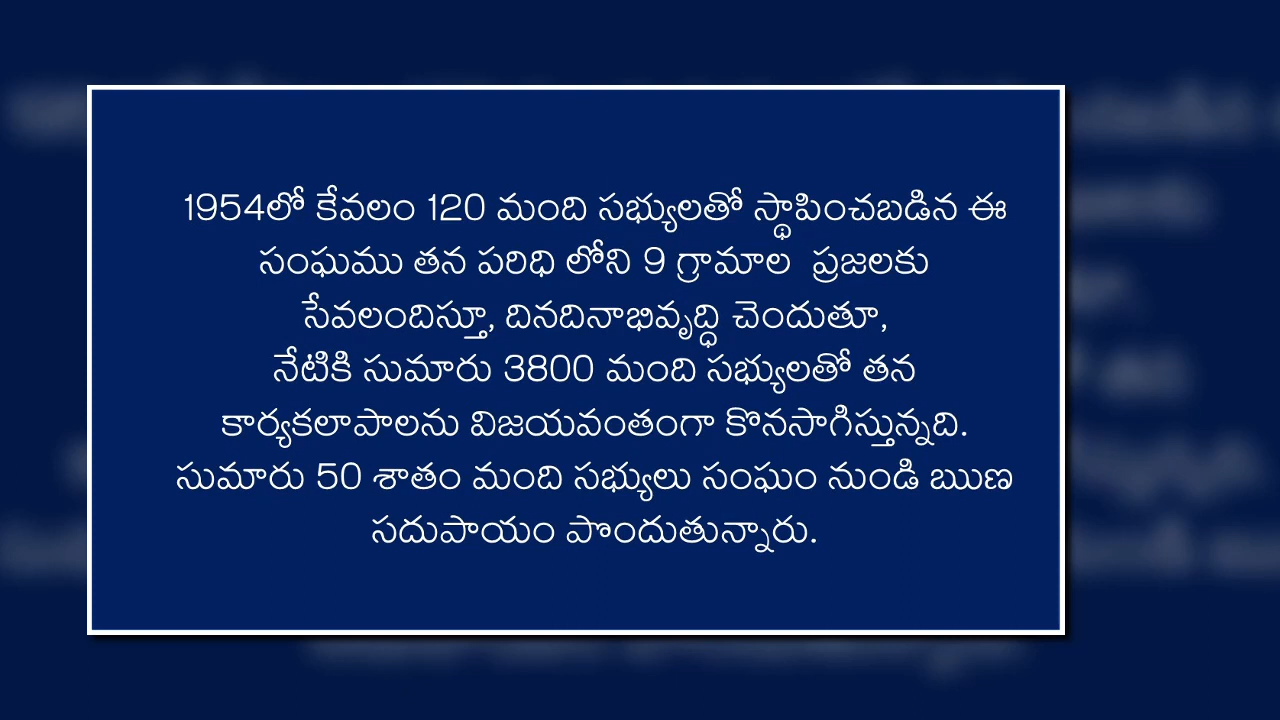 1954లో కేవలం 120 మంది సభ్యులతో స్థాపించబడిన ఈ
సంఘము తన పరిధి లోని 9 గ్రామాల ప్రజలకు
సేవలందిస్తూ, దినదినాభివృద్ధి చెందుతూ,
నేటికి సుమారు 3800 మంది సభ్యులతో తన
కార్యకలాపాలను విజయవంతంగా కొనసాగిస్తున్నది.
సుమారు 50 శాతం మంది సభ్యులు సంఘం నుండి ఋణ
సదుపాయం పొందుతున్నారు.